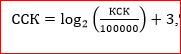 ССК = log₂ (КСК/100000) + 3,